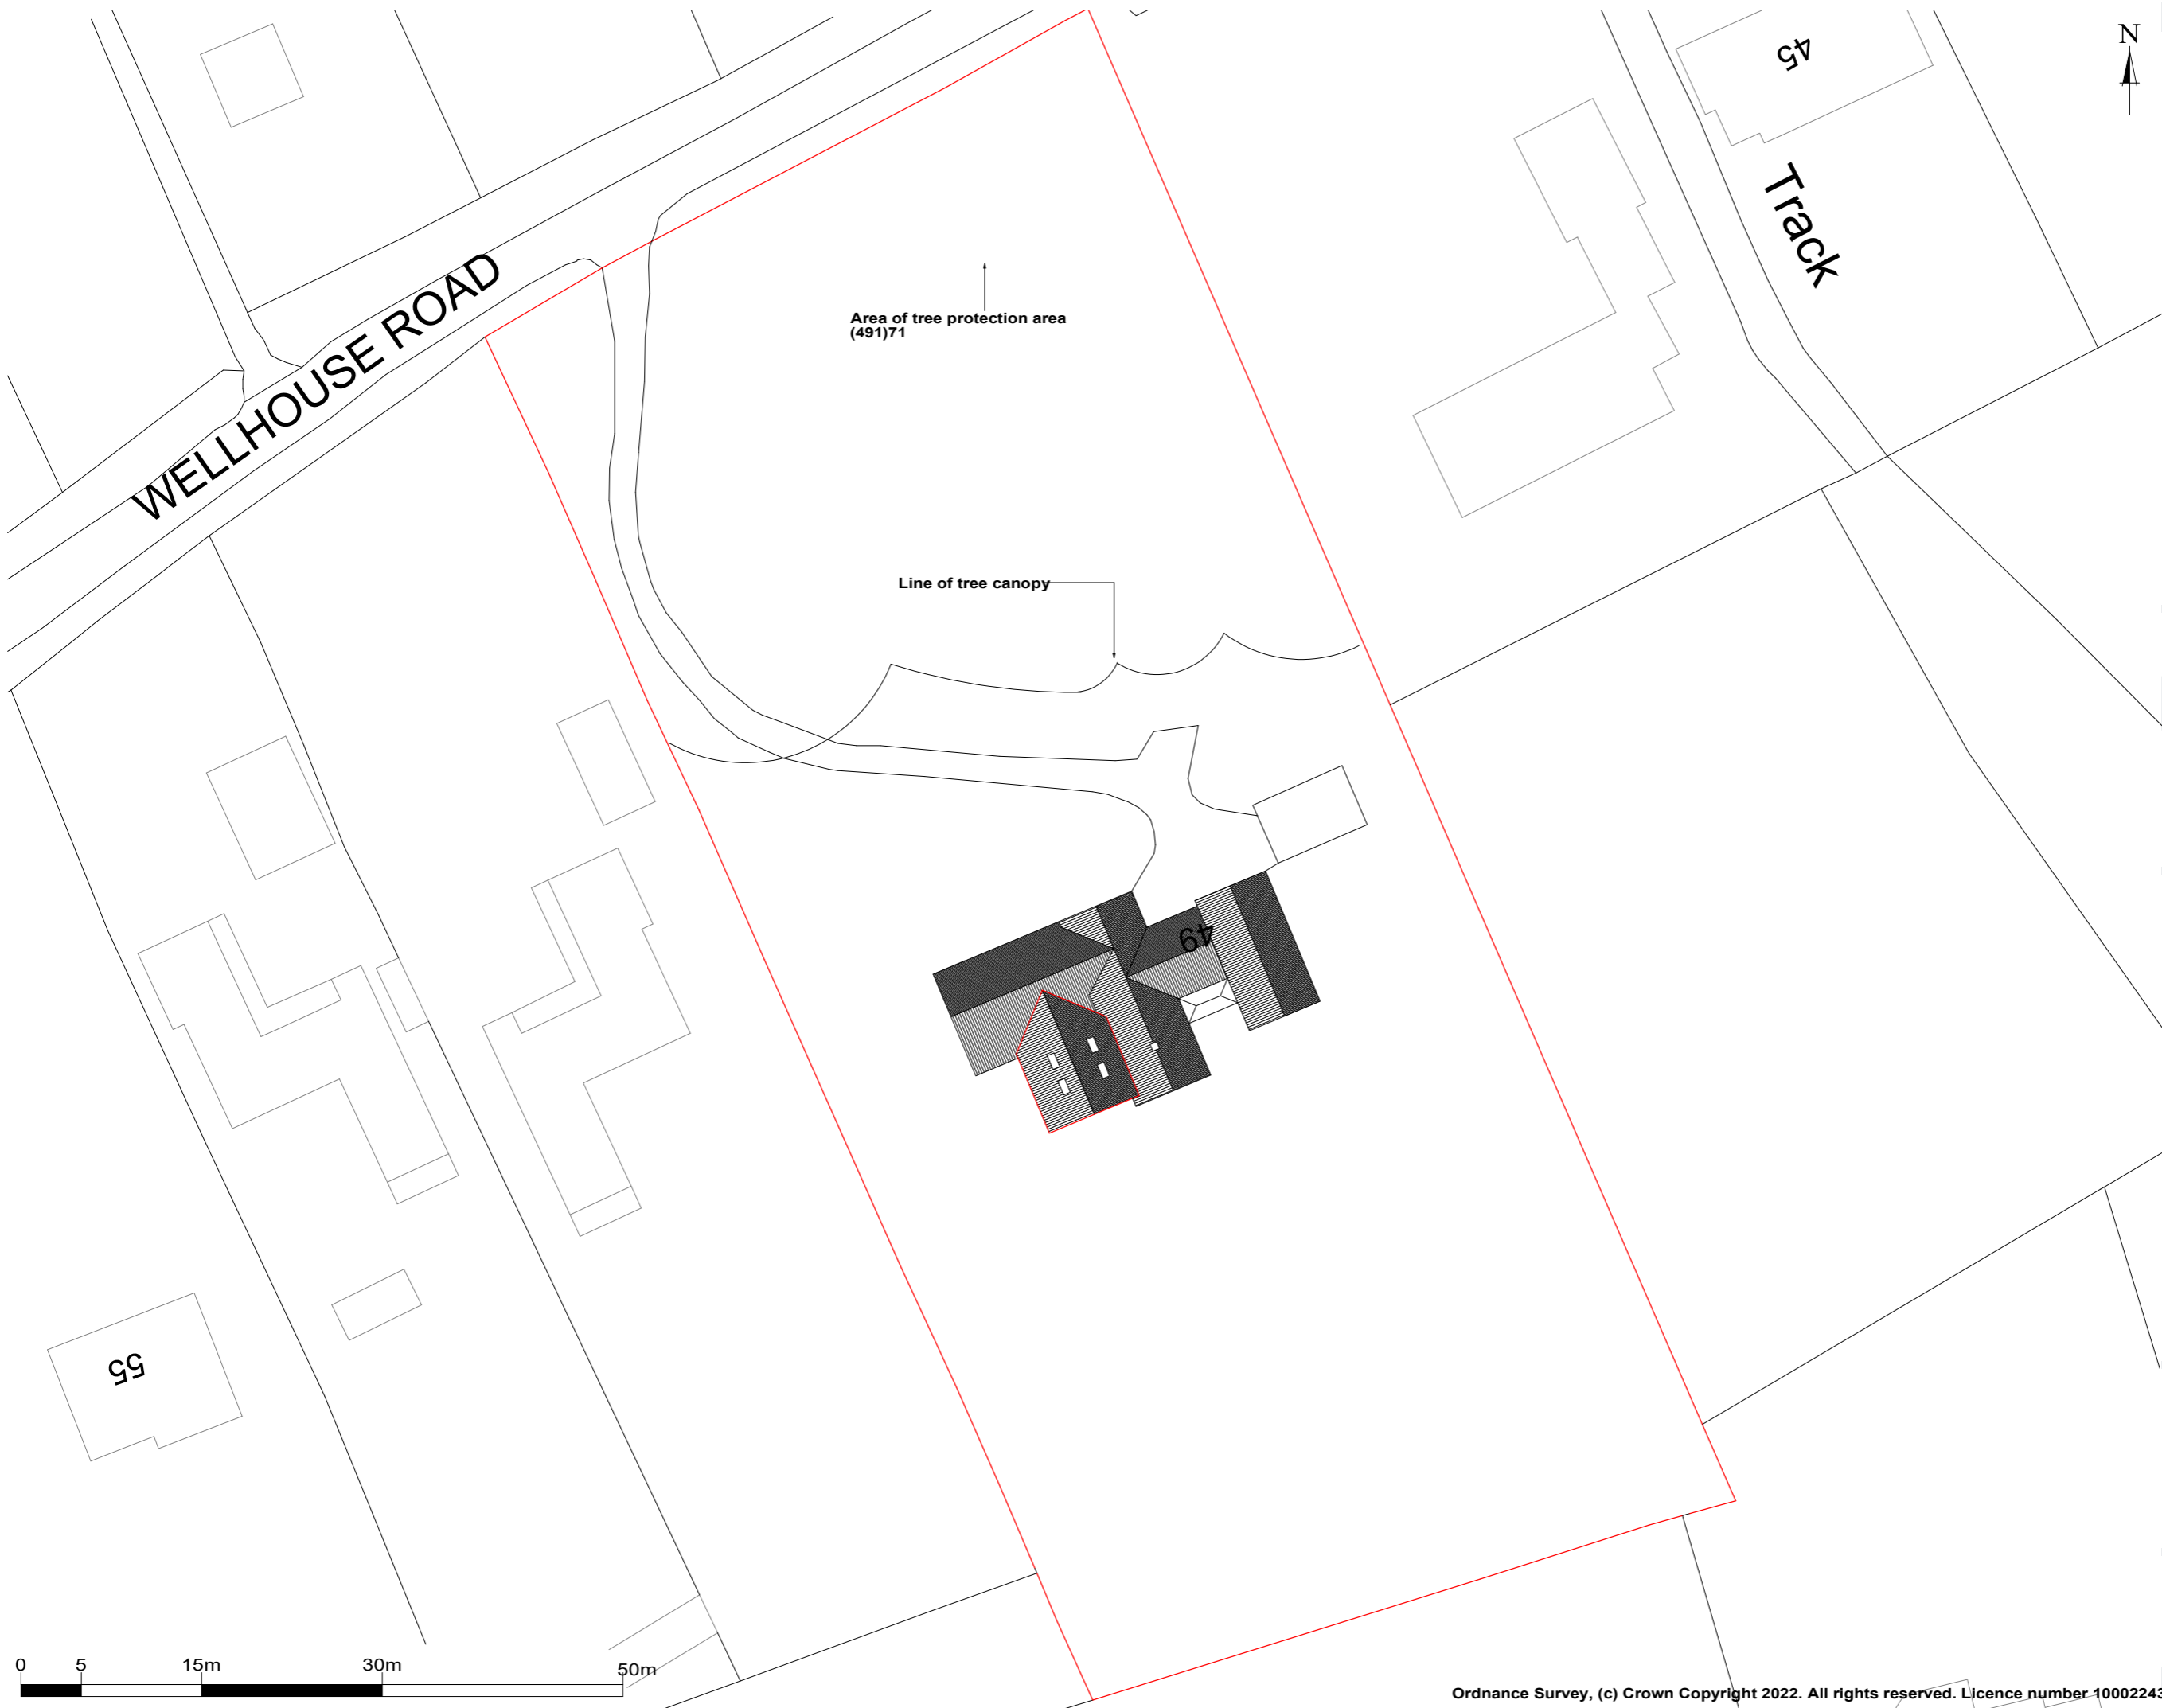 N
45
Track
WELLHOUSE ROAD
Area of tree protection area
(491)71
Line of tree canopy
49
55
0 5 15m 30m 50m
Ordnance Survey, (c) Crown Copyright 2022. All rights reserved. Licence number 10002243